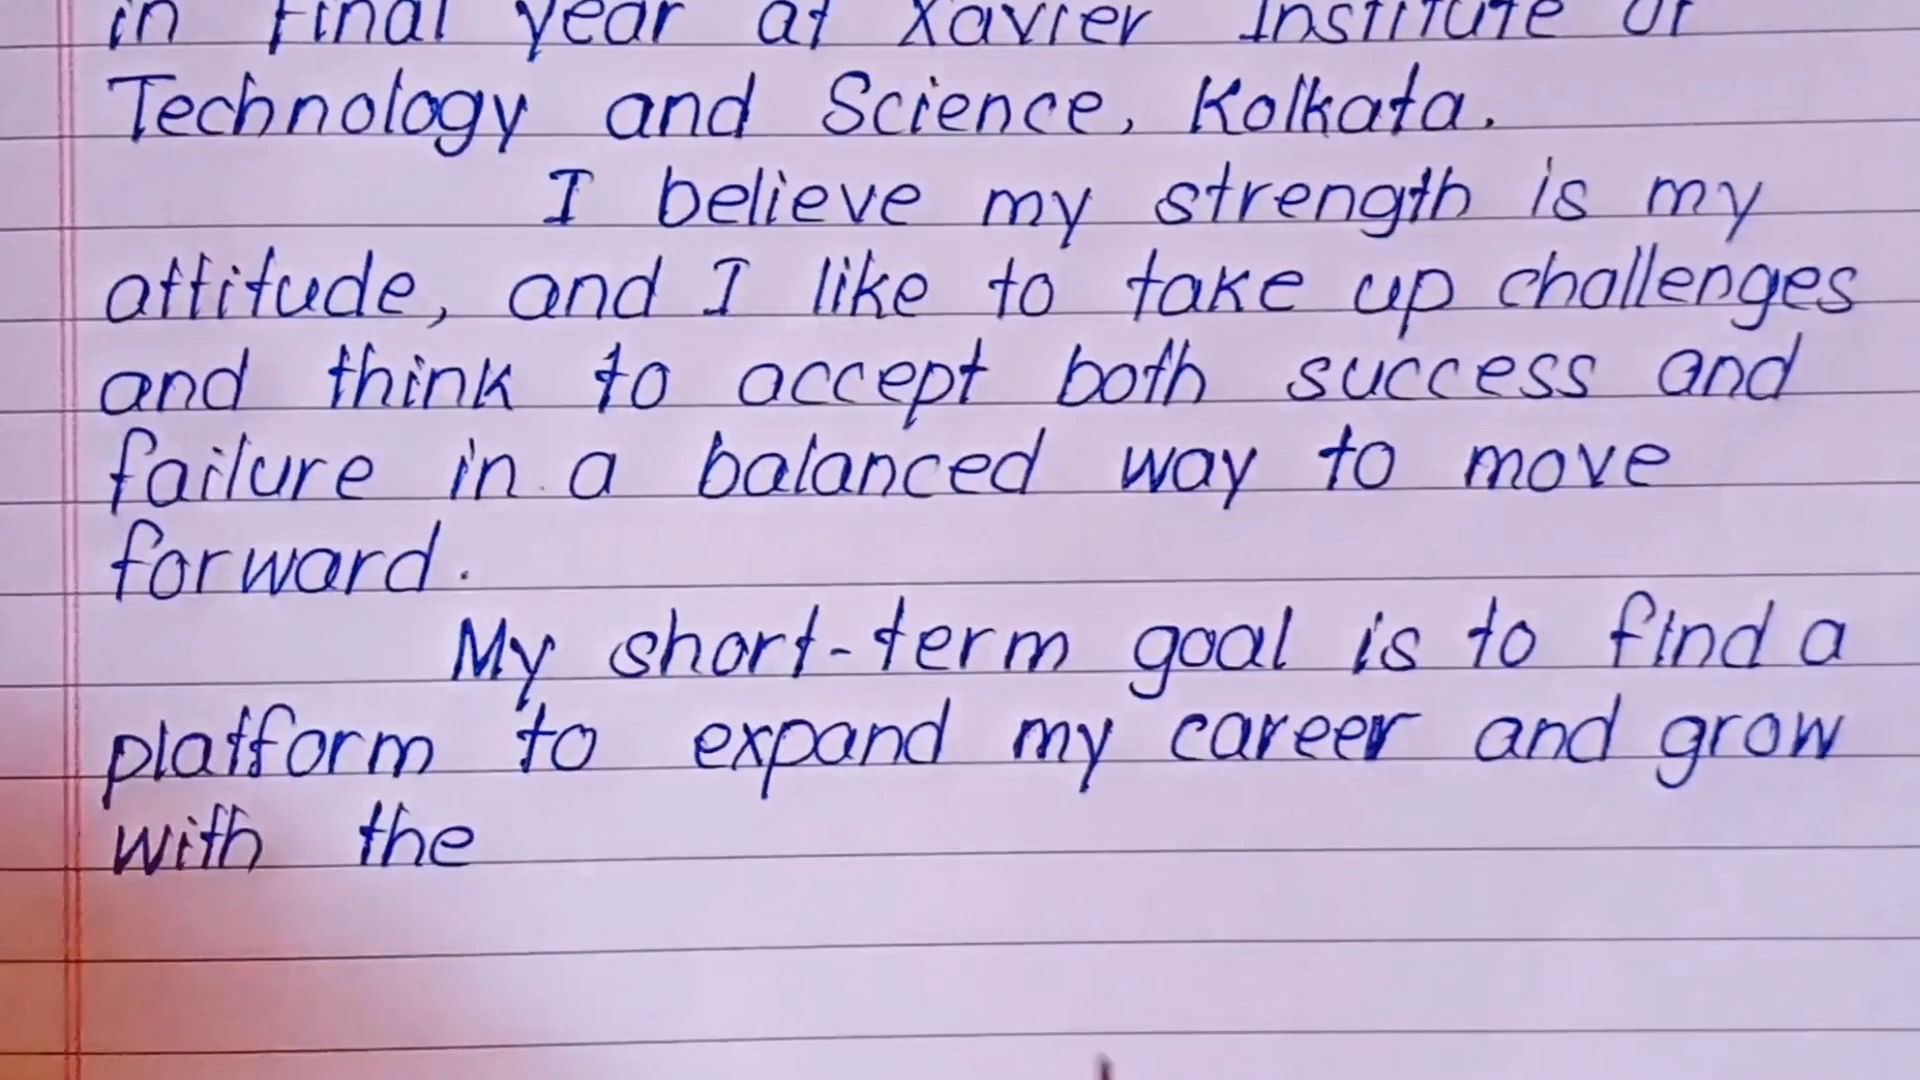 in final year at Xavier Institute of
Technology and Science, Kolkata.
I believe my strength is my
attitude, and I like to take up challenges
and think to accept both success and
failure in a balanced way to move
forward.
My short-term goal is to find a
platform to expand my career and grow
with the